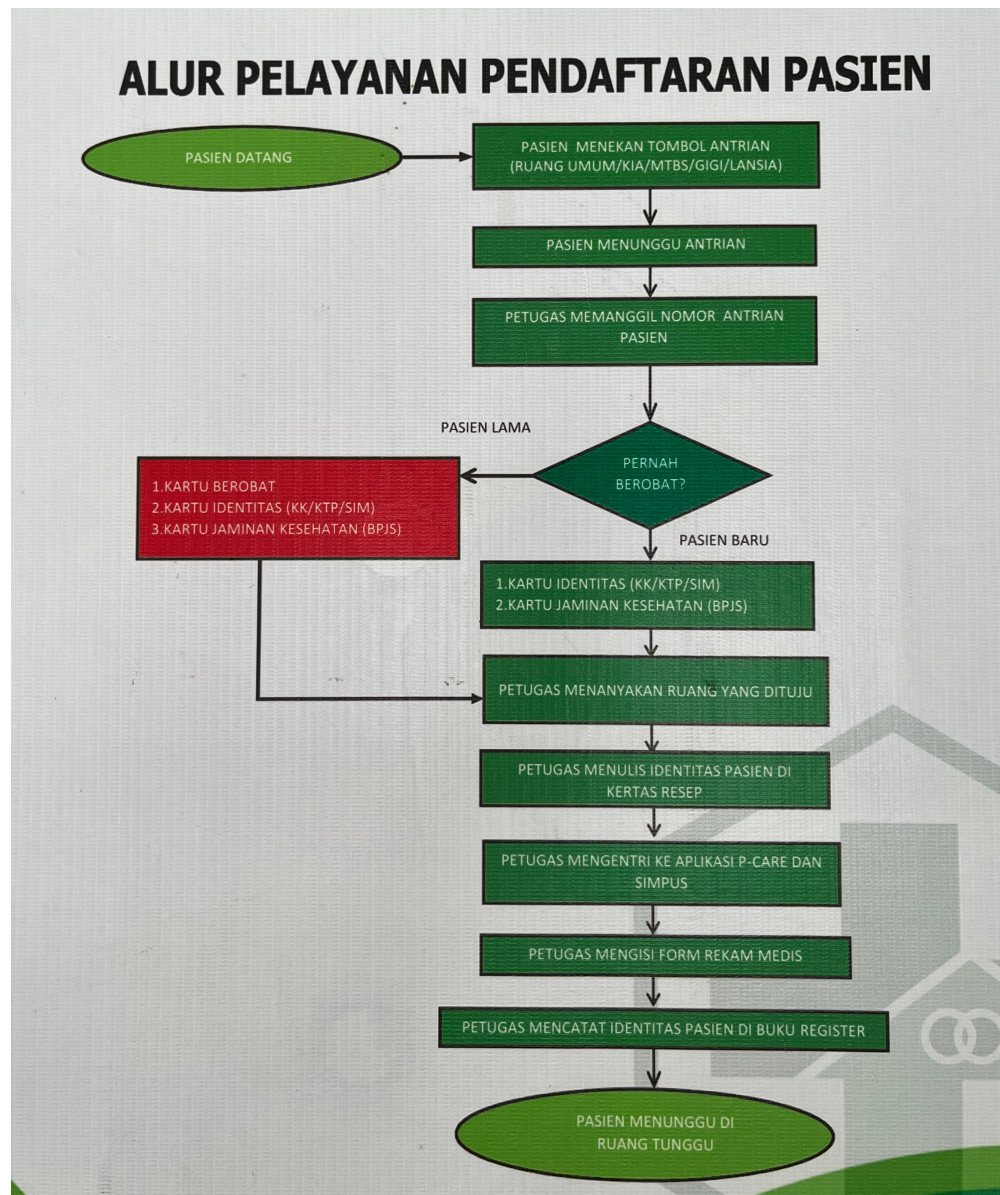 ALUR PELAYANAN PENDAFTARAN PASIEN
PASIEN DATANG
PASIEN MENEKAN TOMBOL ANTRIAN
(RUANG UMUM/KIA/MTBS/GIGI/LANSIA)
PASIEN MENUNGGU ANTRIAN
PETUGAS MEMANGGIL NOMOR ANTRIAN
PASIEN
PERNAH
BEROBAT?
PASIEN LAMA
1.KARTU BEROBAT
2.KARTU IDENTITAS (KK/KTP/SIM)
3.KARTU JAMINAN KESEHATAN (BPJS)
PASIEN BARU
1.KARTU IDENTITAS (KK/KTP/SIM)
2.KARTU JAMINAN KESEHATAN (BPJS)
PETUGAS MENANYAKAN RUANG YANG DITUJU
PETUGAS MENULIS IDENTITAS PASIEN DI
KERTAS RESEP
PETUGAS MENGENTRI KE APLIKASI P-CARE DAN
SIMPUS
PETUGAS MENGISI FORM REKAM MEDIS
PETUGAS MENCATAT IDENTITAS PASIEN DI BUKU REGISTER
PASIEN MENUNGGU DI
RUANG TUNGGU